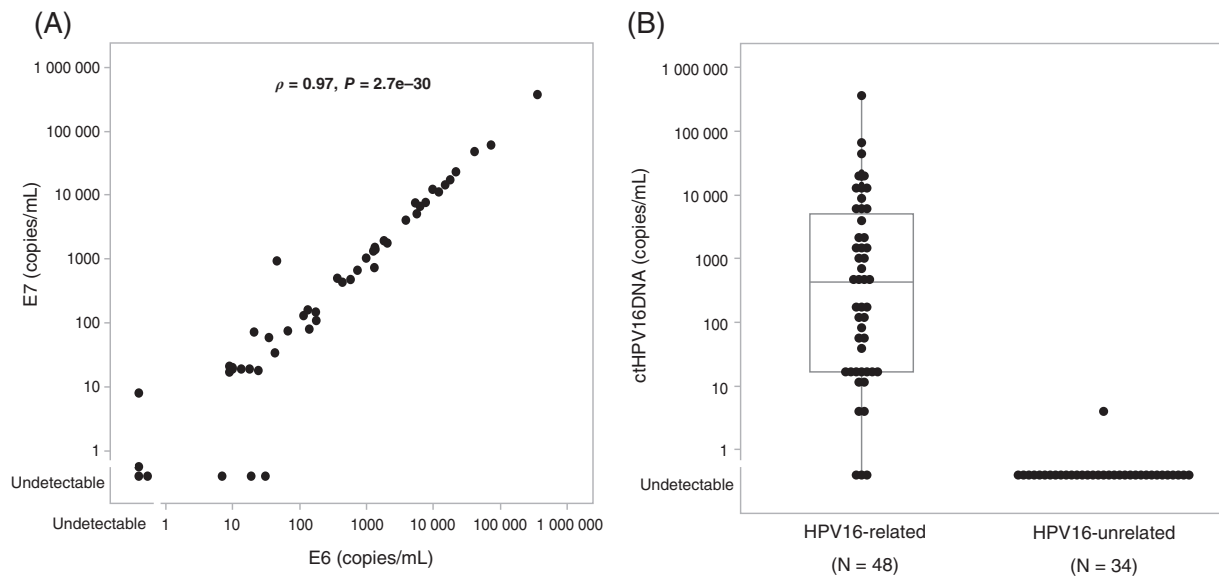 (A)
ρ = 0.97, P = 2.7e−30
E7 (copies/mL)
1 000 000
100 000
10 000
1000
100
10
1
Undetectable
Undetectable
1
10
100
1000
10 000
100 000
1 000 000
E6 (copies/mL)
(B)
ctHPV16DNA (copies/mL)
1 000 000
100 000
10 000
1000
100
10
1
Undetectable
HPV16-related
(N = 48)
HPV16-unrelated
(N = 34)